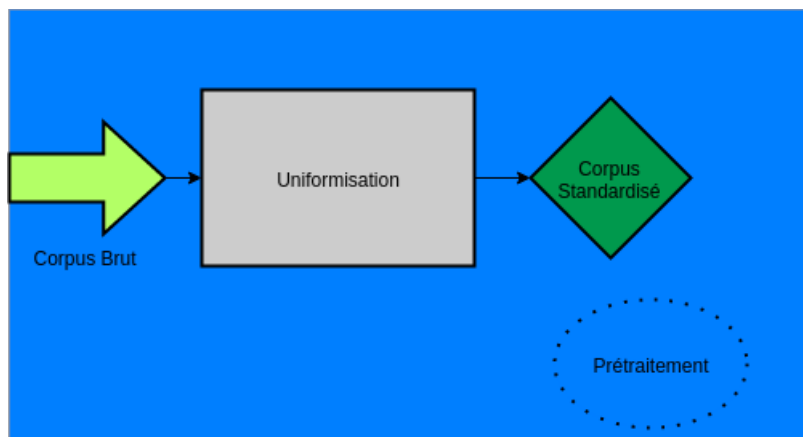 Uniformisation
Corpus
Standardisé
Corpus Brut
Prétraitement